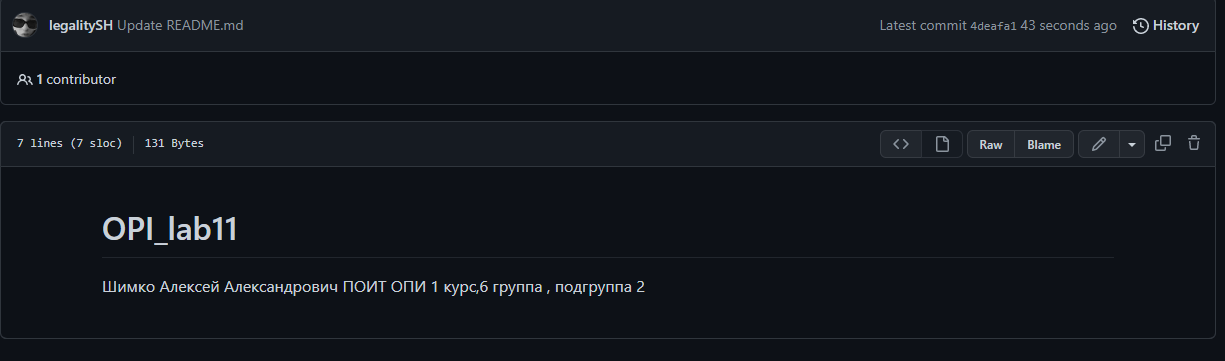 legalitySH Update README.md
Latest commit 4deafa1 43 seconds ago History
1 contributor
7 lines (7 sloc) 131 Bytes
Raw Blame
OPI_lab11
Шимко Алексей Александрович ПОИТ ОПИ 1 курс,6 группа , подгруппа 2